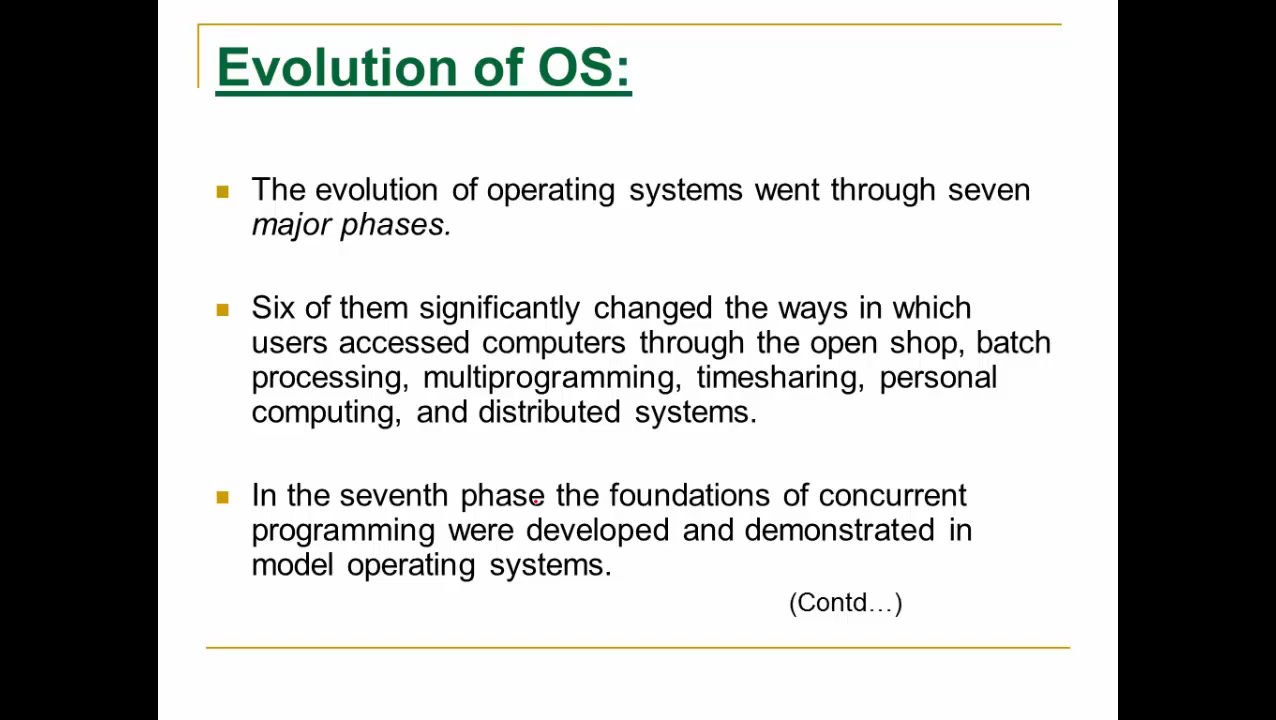 Evolution of OS:
The evolution of operating systems went through seven
major phases.
Six of them significantly changed the ways in which
users accessed computers through the open shop, batch
processing, multiprogramming, timesharing, personal
computing, and distributed systems.
In the seventh phase the foundations of concurrent
programming were developed and demonstrated in
model operating systems.
(Contd…)